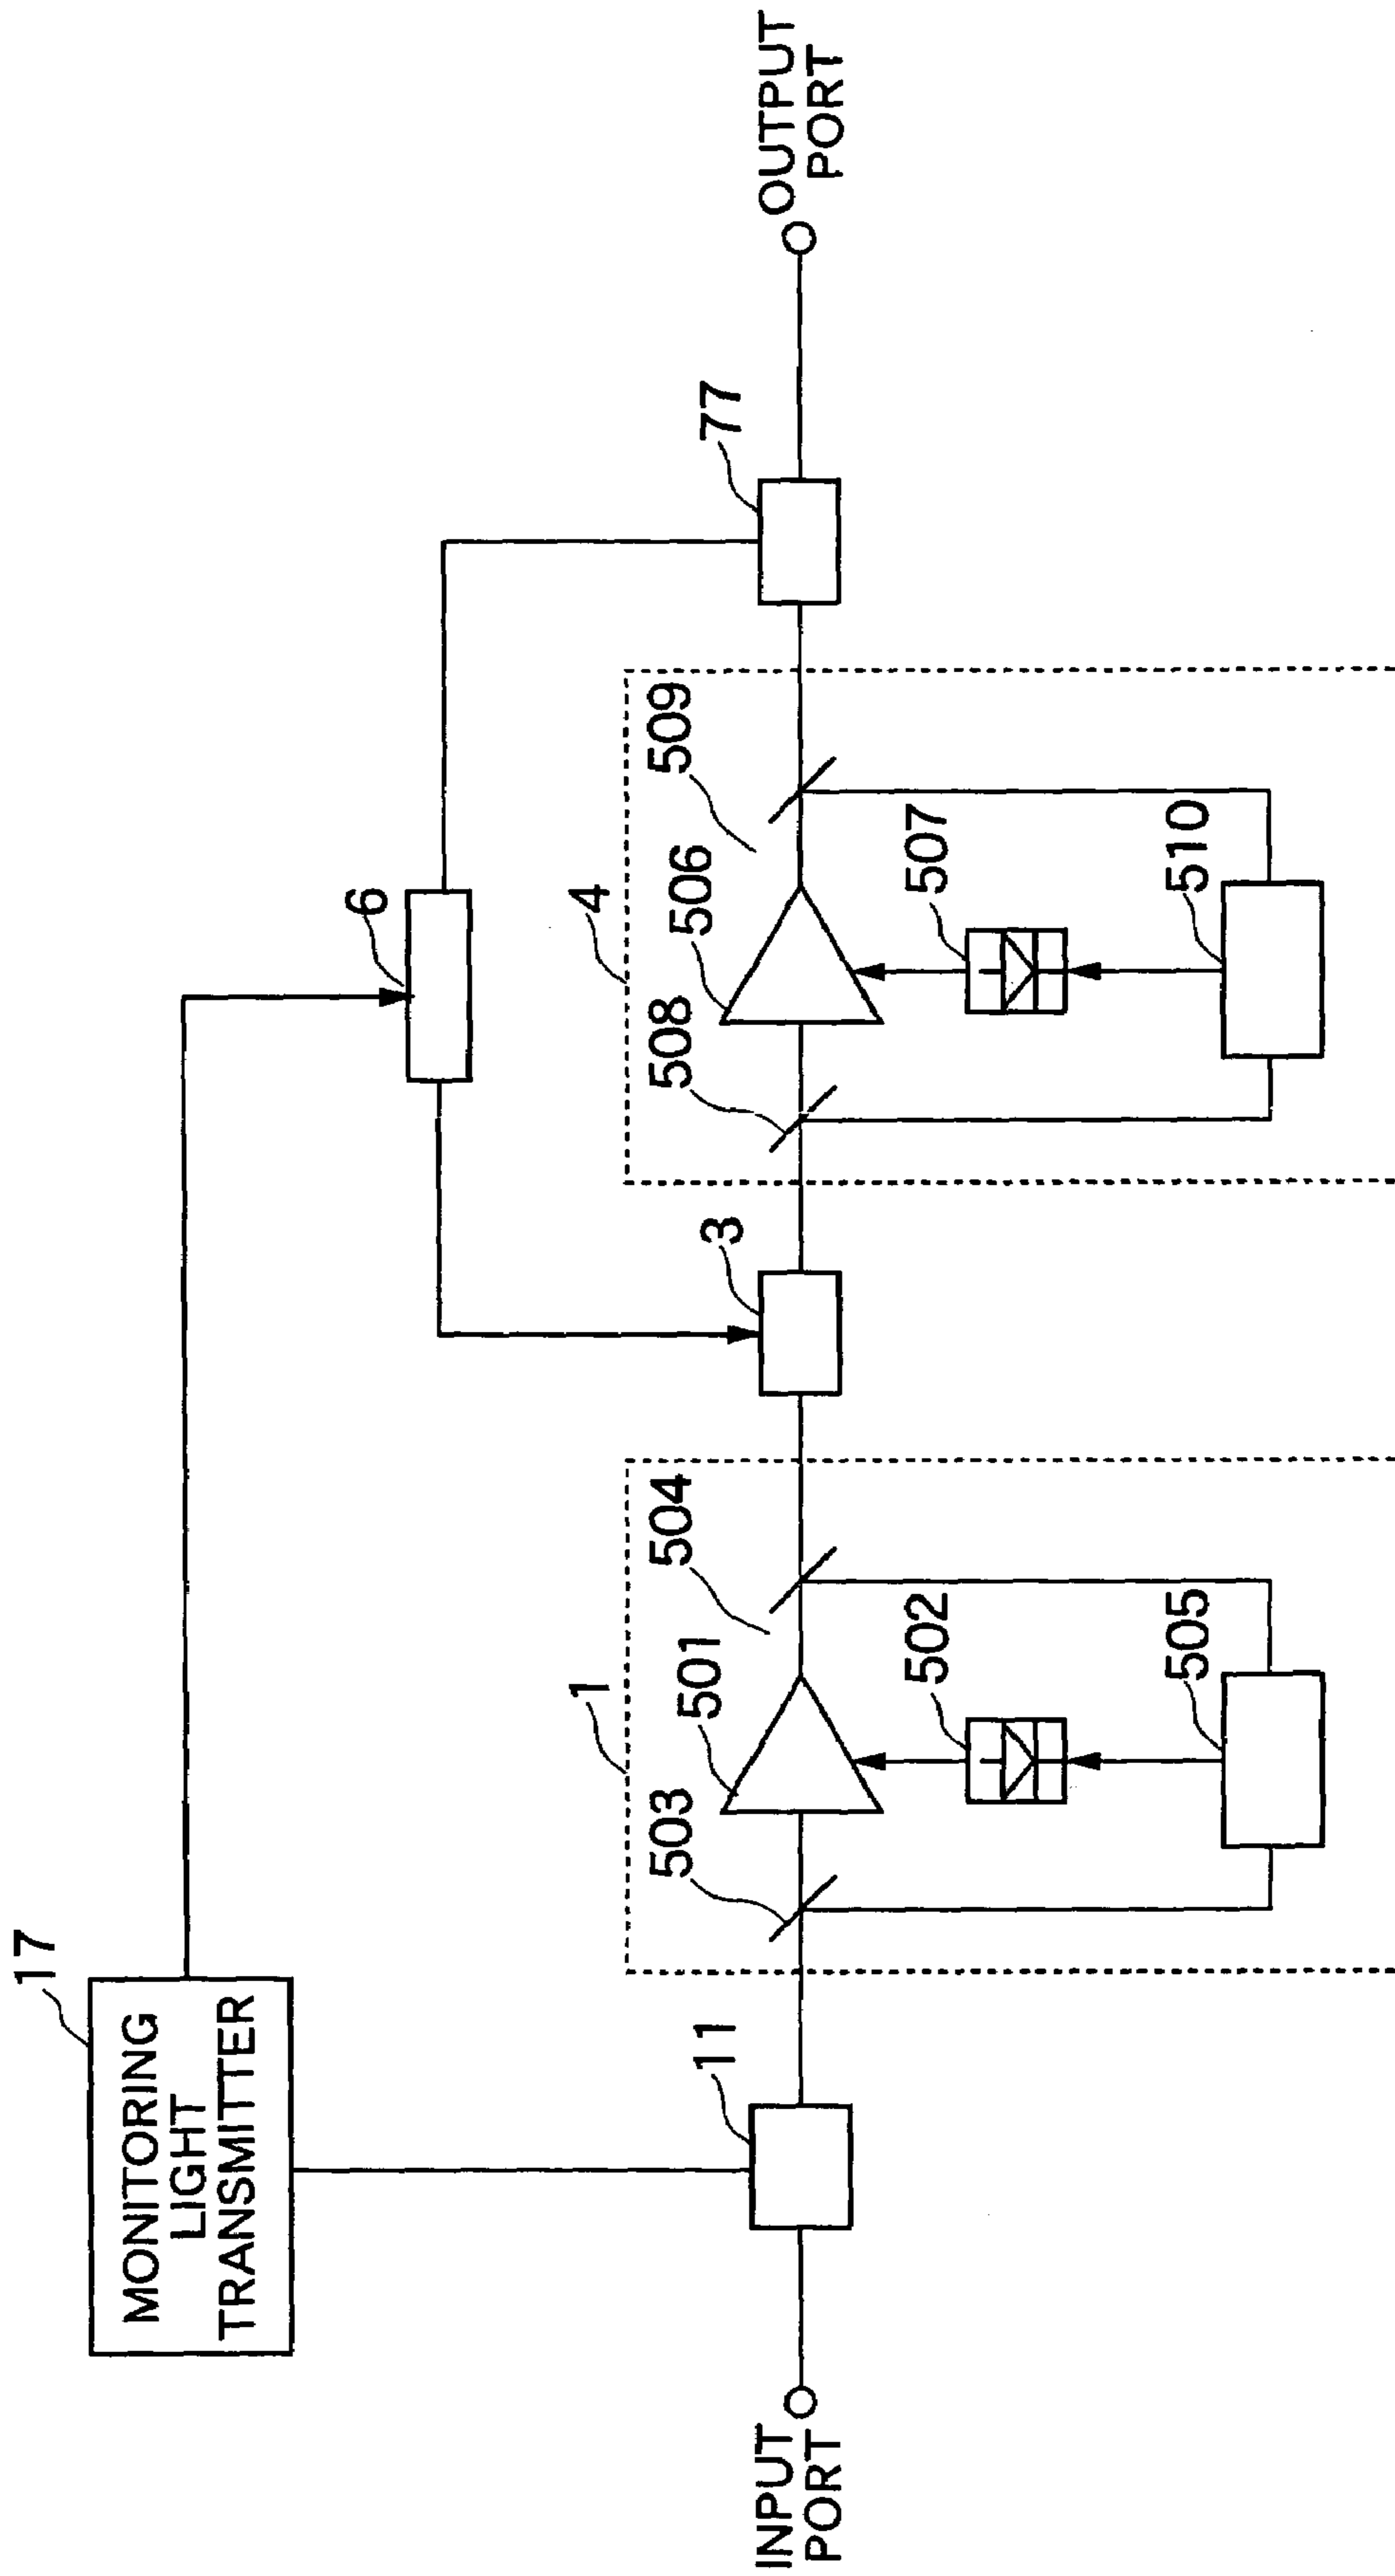 17
MONITORING
LIGHT
TRANSMITTER
6
11
3
77
1
4
503
504
508
509
501
506
502
507
505
510
INPUT
PORT
OUTPUT
PORT